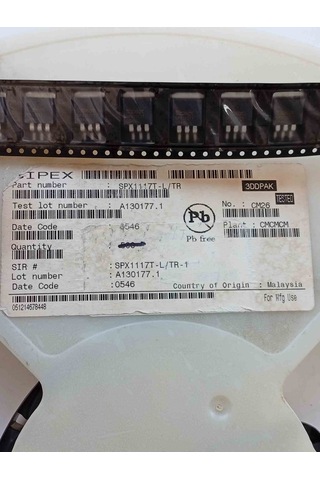 SIPEX
Part number : SPX1117T-L/TR 3DDPAK
TESTED
Test lot number : A130177.1 No. : CM26
Date Code : 0546 Pb Plant : CMCMCM
Quantity : Pb free
SIR # : SPX1117T-L/TR-1
Lot number : A130177.1
Date Code : 0546 Country of Origin : Malaysia
For Mfg Use
051214678448